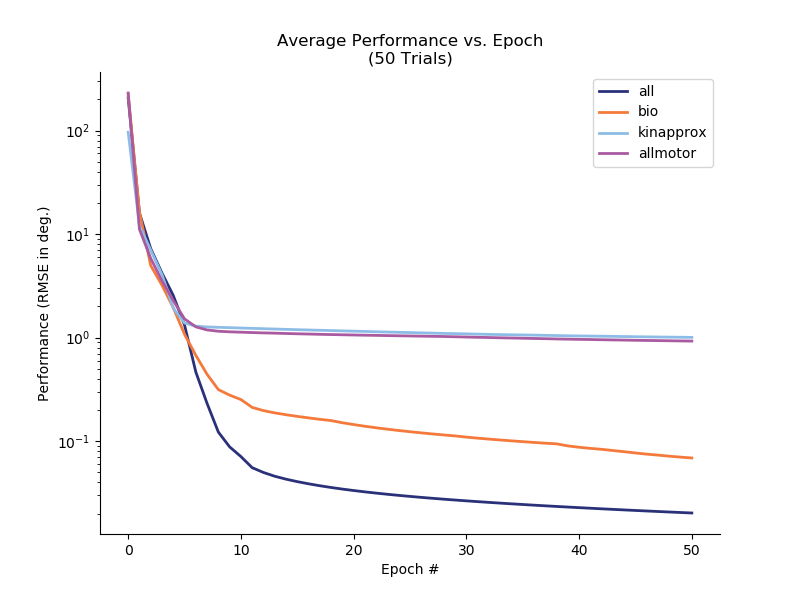 Average Performance vs. Epoch
(50 Trials)
all
bio
kinapprox
allmotor
Performance (RMSE in deg.)
10²
10¹
10⁰
10⁻¹
0 10 20 30 40 50
Epoch #